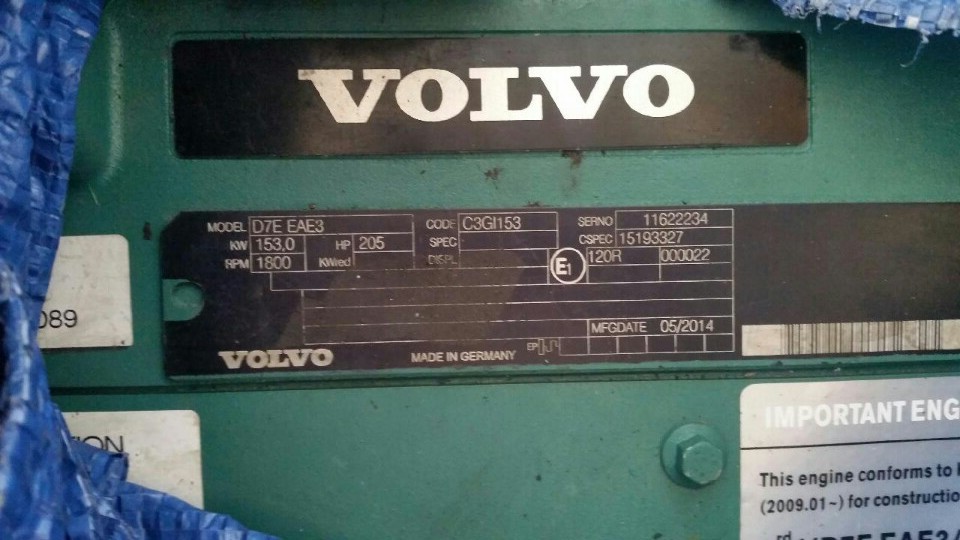 VOLVO
MODEL D7E EAE3 CODE C3GI153 SERNO 11622234
KW 153,0 HP 205 SPEC CSPEC 15193327
RPM 1800 KWred DISPL E1 120R 000022
MFGDATE 05/2014
VOLVO MADE IN GERMANY EP
089
TION
IMPORTANT ENG
This engine conforms to
(2009.01~) for constructio